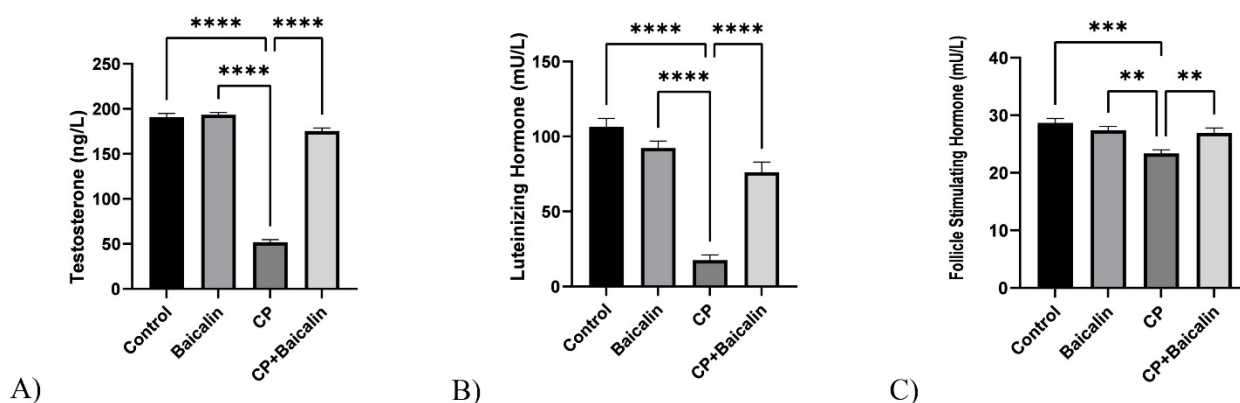 **** ****
****
Testosterone (ng/L)
250
200
150
100
50
0
Control
Baicalin
CP
CP+Baicalin
A)
**** ****
****
Luteinizing Hormone (mU/L)
150
100
50
0
Control
Baicalin
CP
CP+Baicalin
B)
***
** **
Follicle Stimulating Hormone (mU/L)
40
30
20
10
0
Control
Baicalin
CP
CP+Baicalin
C)